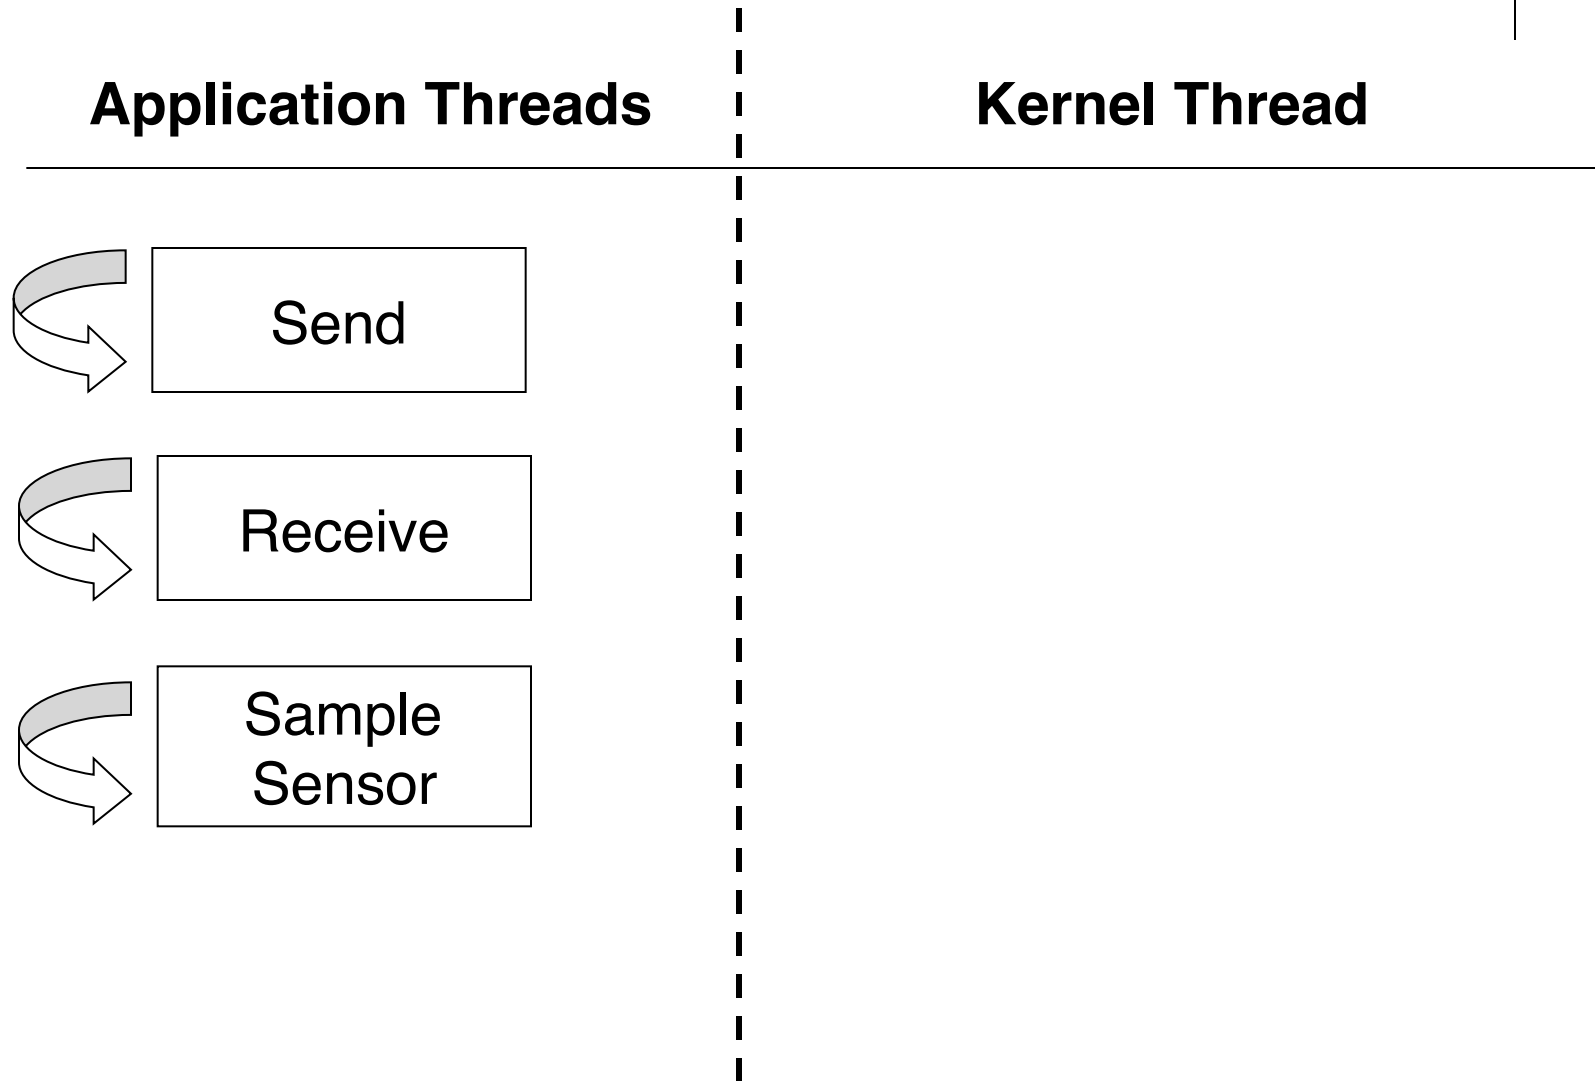 Application Threads
Kernel Thread
Send
Receive
Sample
Sensor